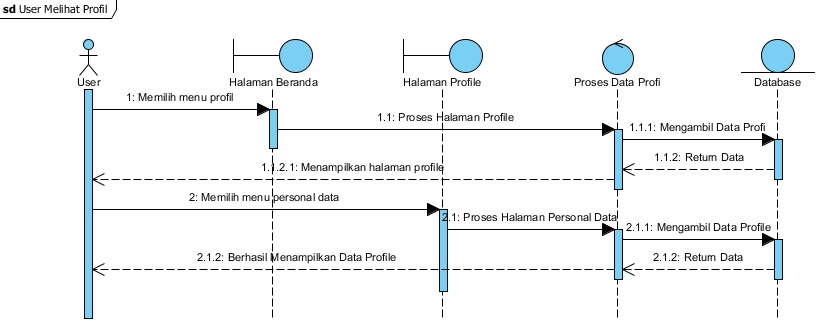 sd User Melihat Profil
User
Halaman Beranda
Halaman Profile
Proses Data Profi
Database
1: Memilih menu profil
1.1: Proses Halaman Profile
1.1.1: Mengambil Data Profi
1.1.2: Return Data
1.1.2.1: Menampilkan halaman profile
2: Memilih menu personal data
2.1: Proses Halaman Personal Data
2.1.1: Mengambil Data Profile
2.1.2: Return Data
2.1.2: Berhasil Menampilkan Data Profile